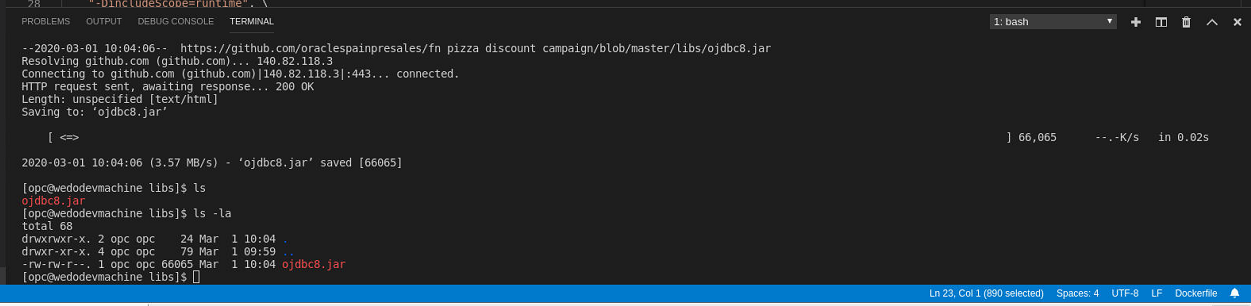 28 "-DincludeScope=runtime", \
PROBLEMS OUTPUT DEBUG CONSOLE TERMINAL 1: bash
--2020-03-01 10:04:06-- https://github.com/oraclespainpresales/fn pizza discount campaign/blob/master/libs/ojdbc8.jar
Resolving github.com (github.com)... 140.82.118.3
Connecting to github.com (github.com)|140.82.118.3|:443... connected.
HTTP request sent, awaiting response... 200 OK
Length: unspecified [text/html]
Saving to: ‘ojdbc8.jar’
[ <=> ] 66,065 --.-K/s in 0.02s
2020-03-01 10:04:06 (3.57 MB/s) - ‘ojdbc8.jar’ saved [66065]
[opc@wedodevmachine libs]$ ls
ojdbc8.jar
[opc@wedodevmachine libs]$ ls -la
total 68
drwxrwxr-x. 2 opc opc 24 Mar 1 10:04 .
drwxr-xr-x. 4 opc opc 79 Mar 1 09:59 ..
-rw-rw-r--. 1 opc opc 66065 Mar 1 10:04 ojdbc8.jar
[opc@wedodevmachine libs]$
Ln 23, Col 1 (890 selected) Spaces: 4 UTF-8 LF Dockerfile